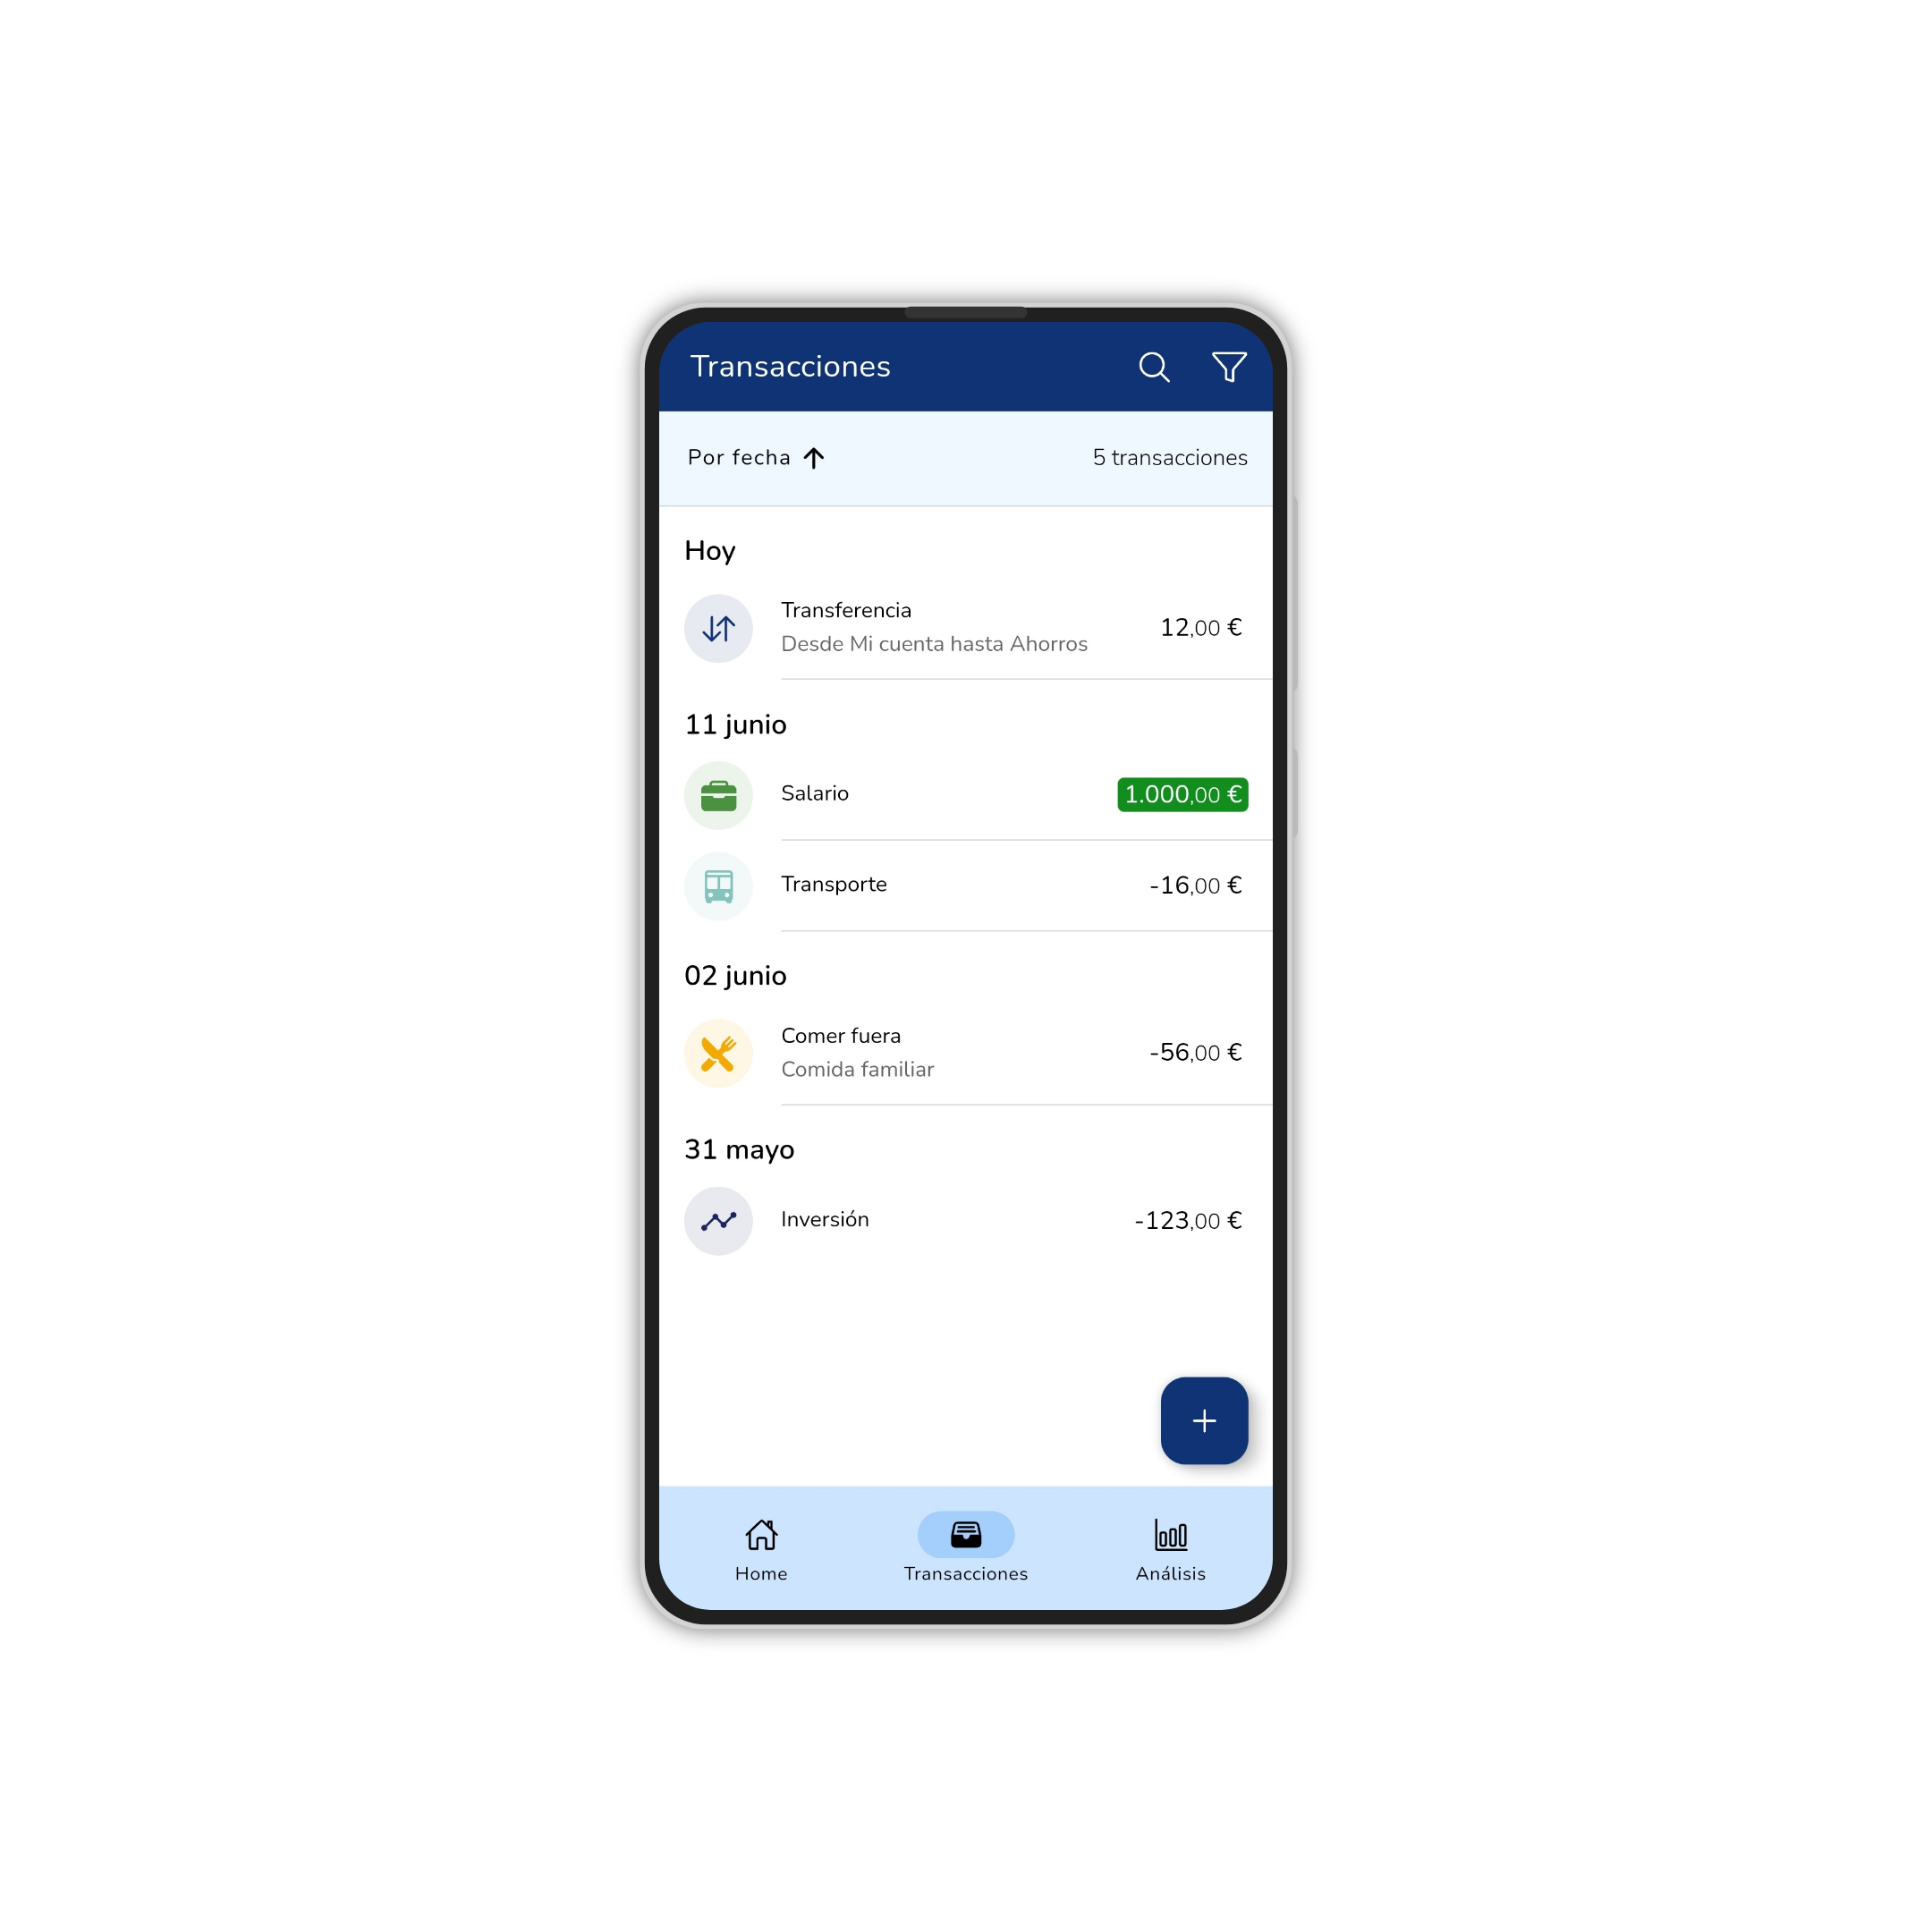 Transacciones
Por fecha
5 transacciones
Hoy
Transferencia
Desde Mi cuenta hasta Ahorros
12,00 €
11 junio
Salario
1.000,00 €
Transporte
-16,00 €
02 junio
Comer fuera
Comida familiar
-56,00 €
31 mayo
Inversión
-123,00 €
Home
Transacciones
Análisis